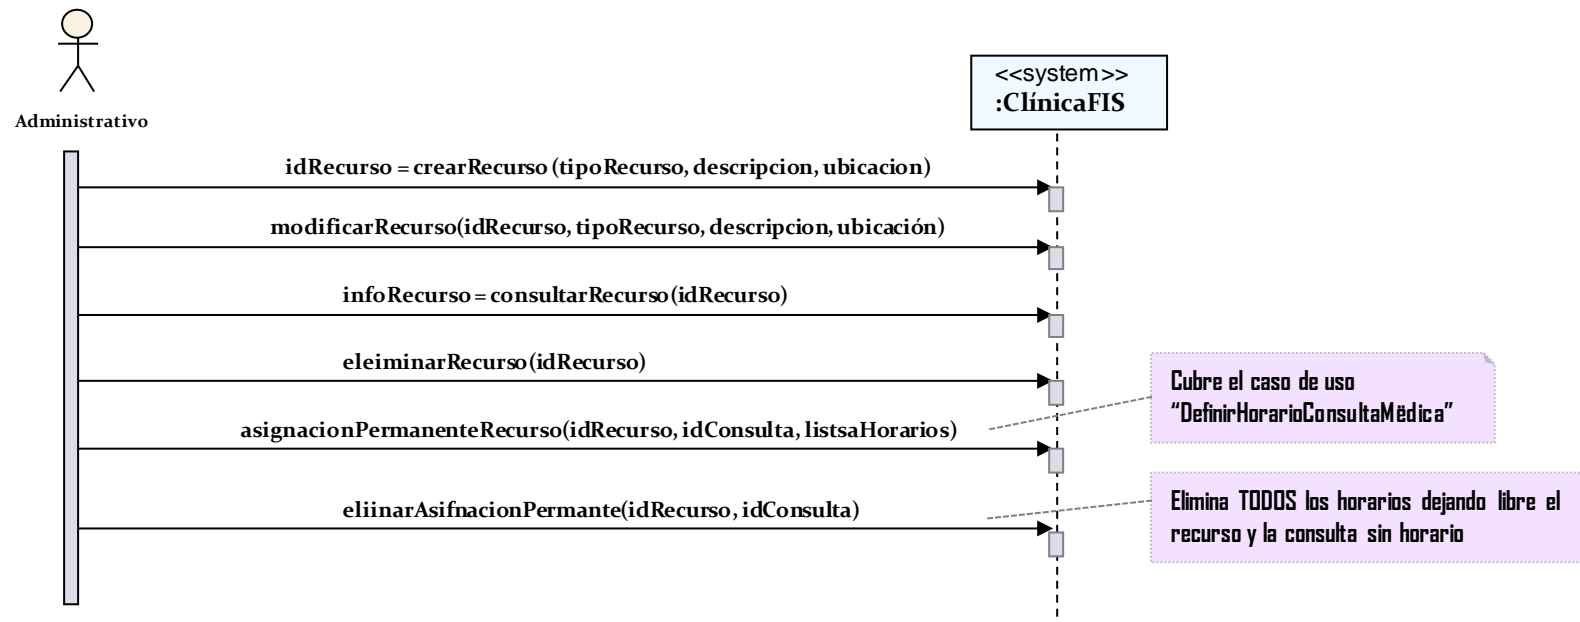 <<system>>
:ClínicaFIS
Administrativo
idRecurso = crearRecurso (tipoRecurso, descripcion, ubicacion)
modificarRecurso(idRecurso, tipoRecurso, descripcion, ubicación)
infoRecurso = consultarRecurso(idRecurso)
eleiminarRecurso(idRecurso)
Cubre el caso de uso
“DefinirHorarioConsultaMëdica”
asignacionPermanenteRecurso(idRecurso, idConsulta, listsaHorarios)
eliinarAsifnacionPermante(idRecurso, idConsulta)
Elimina TODOS los horarios dejando libre el
recurso y la consulta sin horario